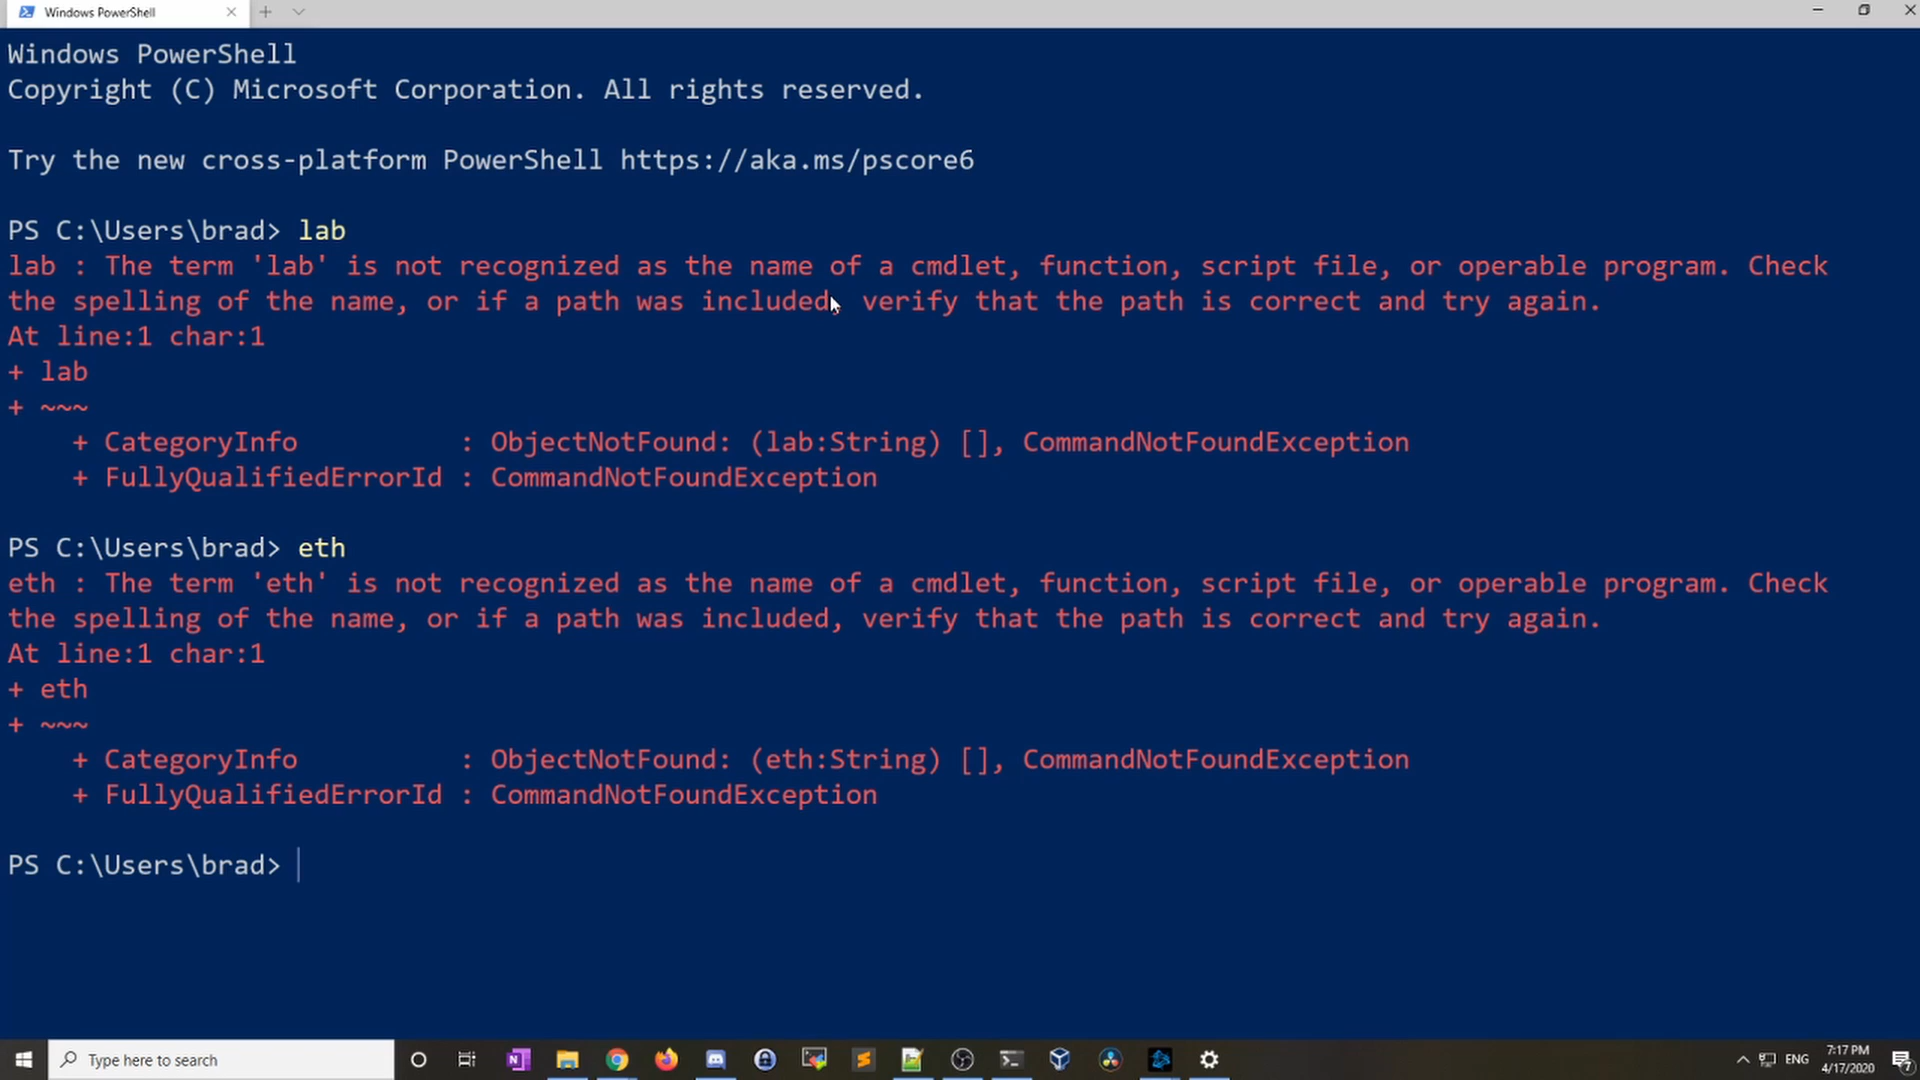 Windows PowerShell
Windows PowerShell
Copyright (C) Microsoft Corporation. All rights reserved.
Try the new cross-platform PowerShell https://aka.ms/pscore6
PS C:\Users\brad> lab
lab : The term 'lab' is not recognized as the name of a cmdlet, function, script file, or operable program. Check
the spelling of the name, or if a path was included, verify that the path is correct and try again.
At line:1 char:1
+ lab
+ ~~~
    + CategoryInfo          : ObjectNotFound: (lab:String) [], CommandNotFoundException
    + FullyQualifiedErrorId : CommandNotFoundException
PS C:\Users\brad> eth
eth : The term 'eth' is not recognized as the name of a cmdlet, function, script file, or operable program. Check
the spelling of the name, or if a path was included, verify that the path is correct and try again.
At line:1 char:1
+ eth
+ ~~~
    + CategoryInfo          : ObjectNotFound: (eth:String) [], CommandNotFoundException
    + FullyQualifiedErrorId : CommandNotFoundException
PS C:\Users\brad>
Type here to search
ENG
7:17 PM
4/17/2020
7